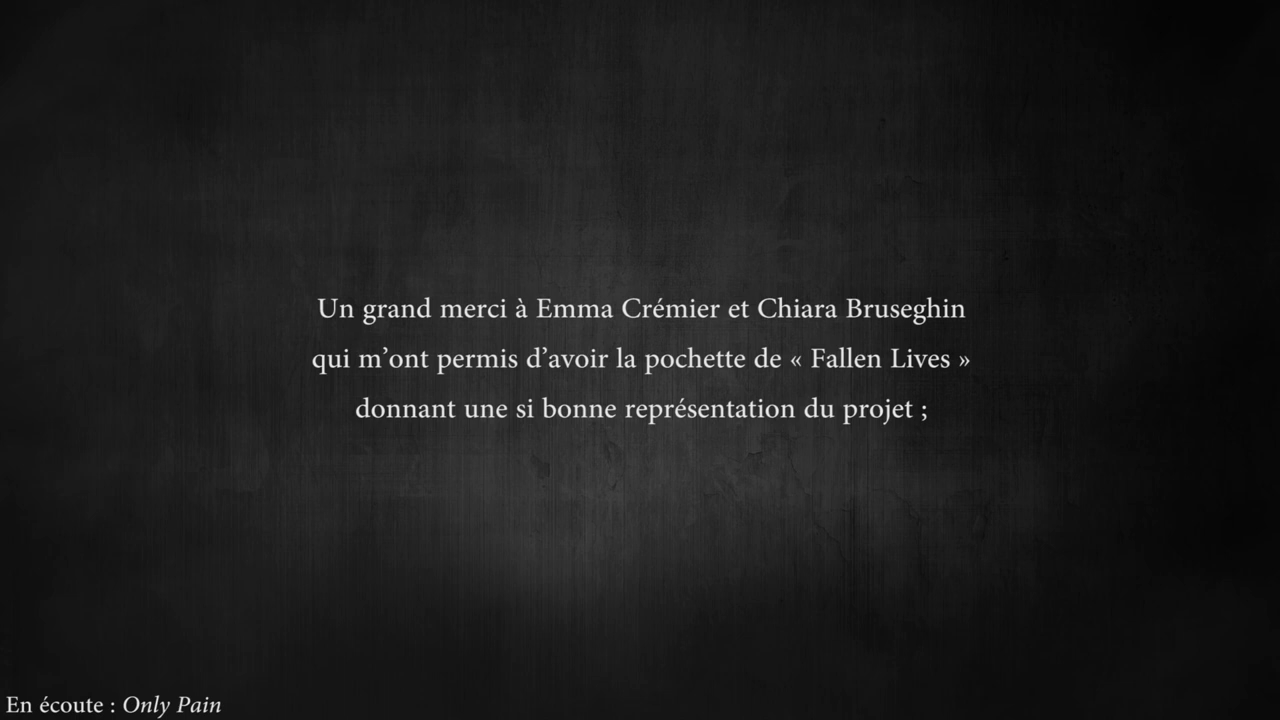 Un grand merci à Emma Crémier et Chiara Bruseghin
qui m’ont permis d’avoir la pochette de « Fallen Lives »
donnant une si bonne représentation du projet ;
En écoute : Only Pain